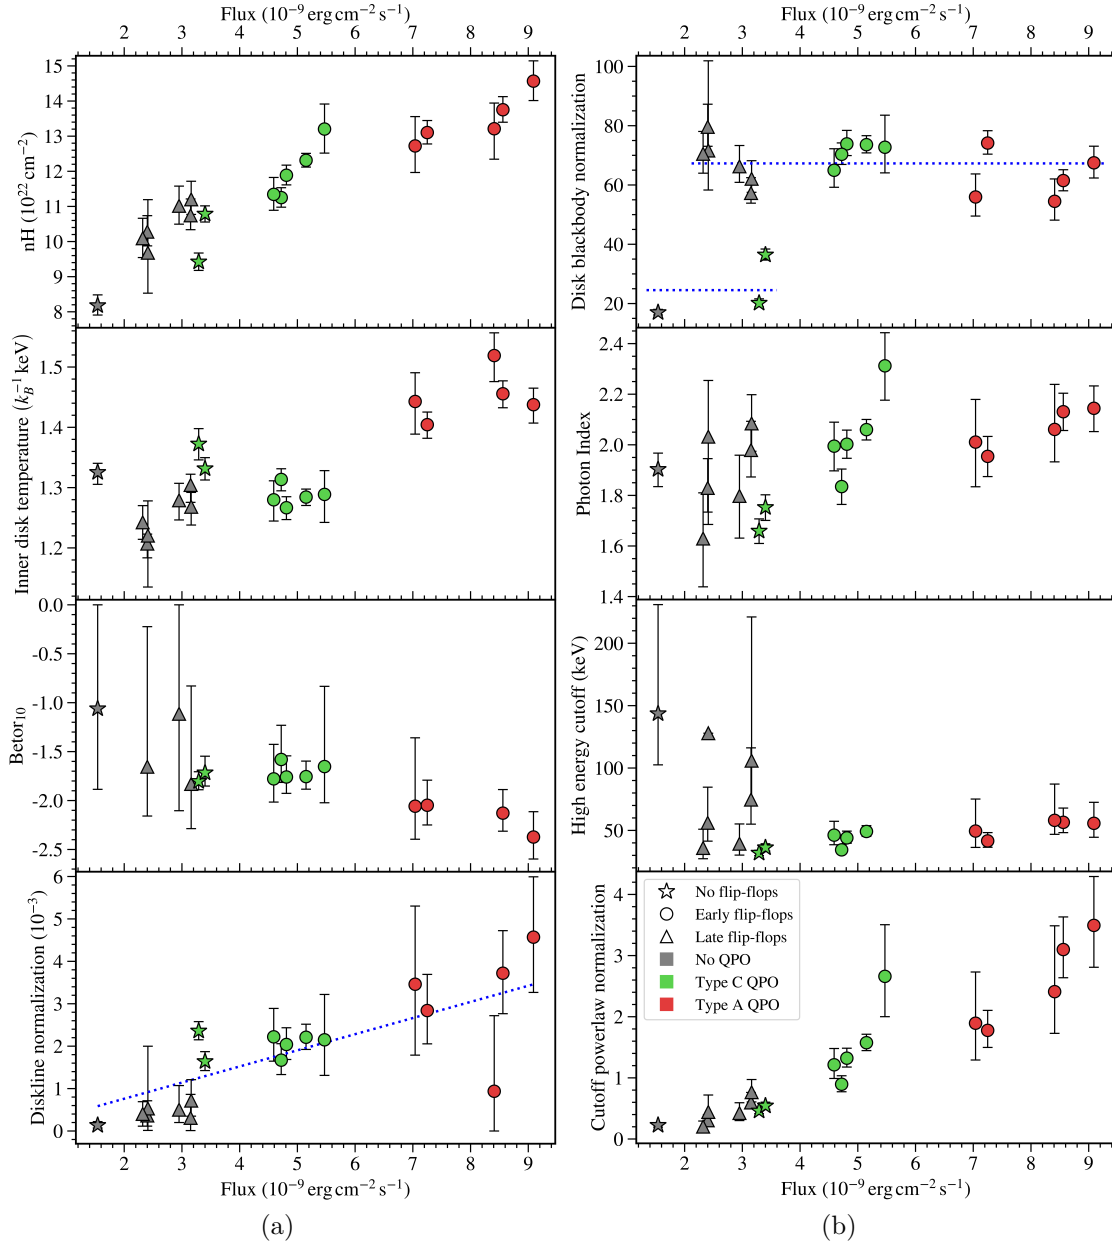 Flux (10⁻⁹ erg cm⁻² s⁻¹)
2 3 4 5 6 7 8 9
nH (10²² cm⁻²)
15
14
13
12
11
10
9
8
Inner disk temperature (k_B⁻¹ keV)
1.5
1.4
1.3
1.2
Betor₁₀
0.0
-0.5
-1.0
-1.5
-2.0
-2.5
Diskline normalization (10⁻³)
6
5
4
3
2
1
0
2 3 4 5 6 7 8 9
Flux (10⁻⁹ erg cm⁻² s⁻¹)
(a)
Flux (10⁻⁹ erg cm⁻² s⁻¹)
2 3 4 5 6 7 8 9
Disk blackbody normalization
100
80
60
40
20
Photon Index
2.4
2.2
2.0
1.8
1.6
1.4
High energy cutoff (keV)
200
150
100
50
Cutoff powerlaw normalization
4
3
2
1
0
No flip-flops
Early flip-flops
Late flip-flops
No QPO
Type C QPO
Type A QPO
2 3 4 5 6 7 8 9
Flux (10⁻⁹ erg cm⁻² s⁻¹)
(b)